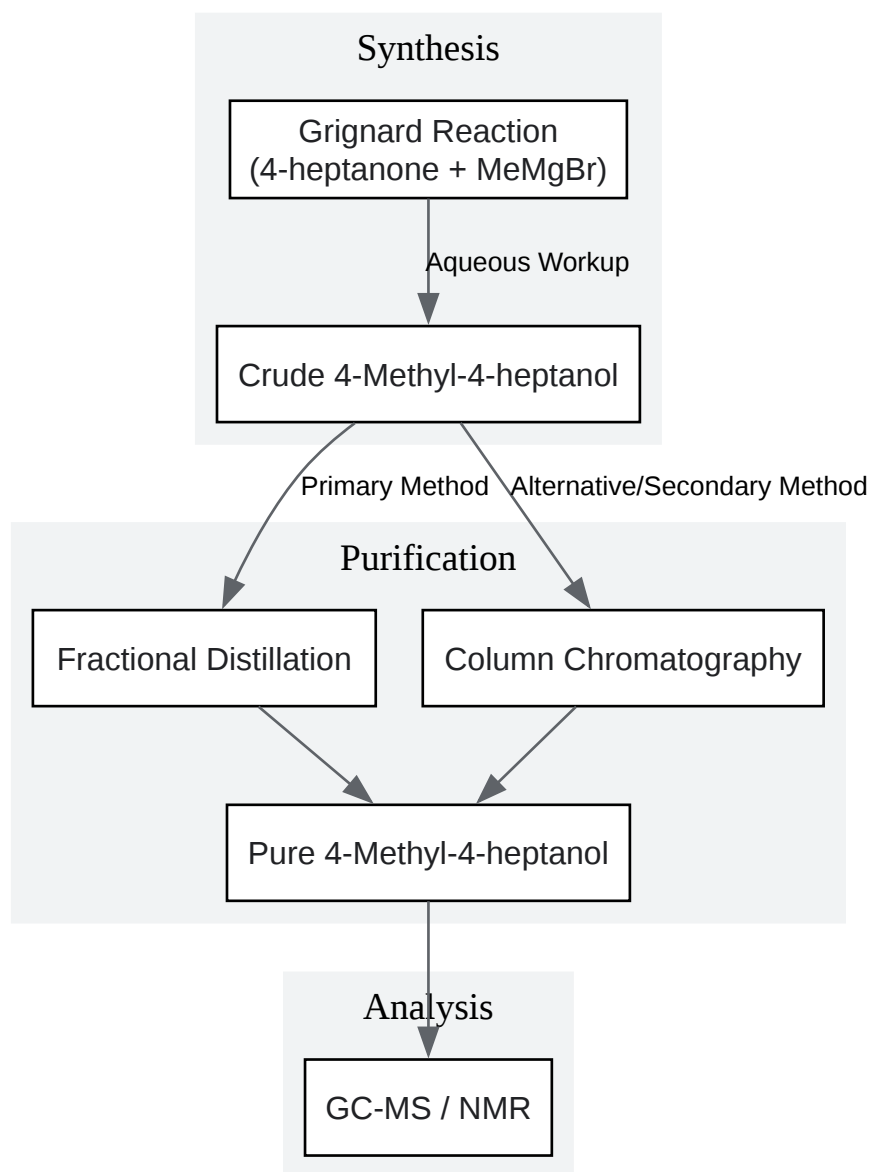 Synthesis
Grignard Reaction
(4-heptanone + MeMgBr)
Aqueous Workup
Crude 4-Methyl-4-heptanol
Primary Method
Alternative/Secondary Method
Purification
Fractional Distillation
Column Chromatography
Pure 4-Methyl-4-heptanol
Analysis
GC-MS / NMR